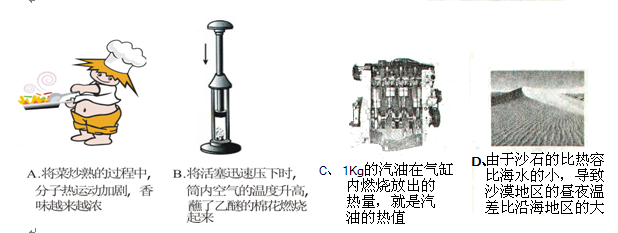 A.将菜炒熟的过程中,
分子热运动加剧，香
味越来越浓
B.将活塞迅速压下时,
筒内空气的温度升高,
蘸了乙醚的棉花燃烧
起来
C、1Kg的汽油在气缸
内燃烧放出的
热量，就是汽
油的热值
D、由于沙石的比热容
比海水的小，导致
沙漠地区的昼夜温
差比沿海地区的大